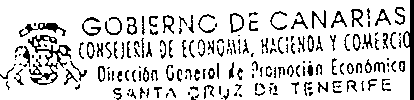 GOBIERNO DE CANARIAS
CONSEJERÍA DE ECONOMÍA, HACIENDA Y COMERCIO
Dirección General de Promoción Económica
SANTA CRUZ DE TENERIFE